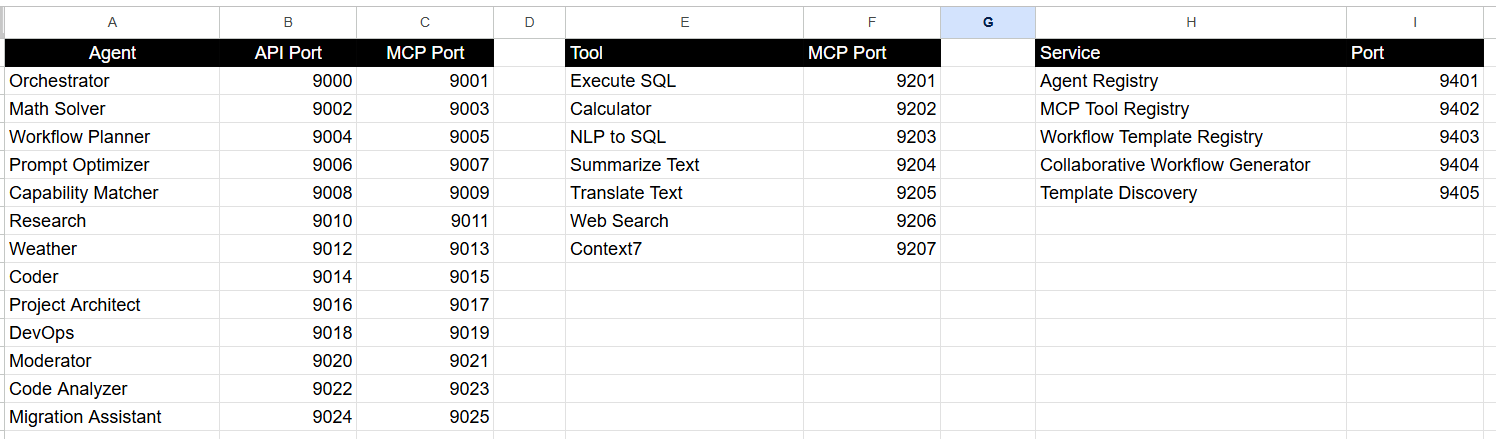 A B C D E F G H I
Agent API Port MCP Port Tool MCP Port Service Port
Orchestrator 9000 9001 Execute SQL 9201 Agent Registry 9401
Math Solver 9002 9003 Calculator 9202 MCP Tool Registry 9402
Workflow Planner 9004 9005 NLP to SQL 9203 Workflow Template Registry 9403
Prompt Optimizer 9006 9007 Summarize Text 9204 Collaborative Workflow Generator 9404
Capability Matcher 9008 9009 Translate Text 9205 Template Discovery 9405
Research 9010 9011 Web Search 9206
Weather 9012 9013 Context7 9207
Coder 9014 9015
Project Architect 9016 9017
DevOps 9018 9019
Moderator 9020 9021
Code Analyzer 9022 9023
Migration Assistant 9024 9025